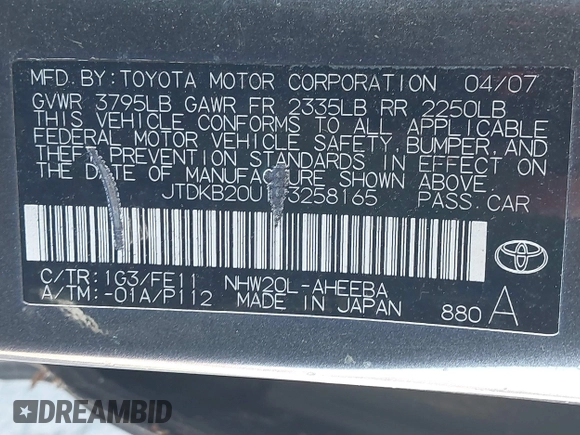 MFD.BY:TOYOTA MOTOR CORPORATION 04/07
GVWR 3795LB GAWR FR 2335LB RR 2250LB
THIS VEHICLE CONFORMS TO ALL APPLICABLE
FEDERAL MOTOR VEHICLE SAFETY,BUMPER,AND
THEFT PREVENTION STANDARDS IN EFFECT ON
THE DATE OF MANUFACTURE SHOWN ABOVE.
JTDKB20U 3258165 PASS.CAR
C/TR:1G3/FE11 NHW20L-AHEEBA
TOYOTA
A/TM:-01A/P112 MADE IN JAPAN 880 A
DREAMBID